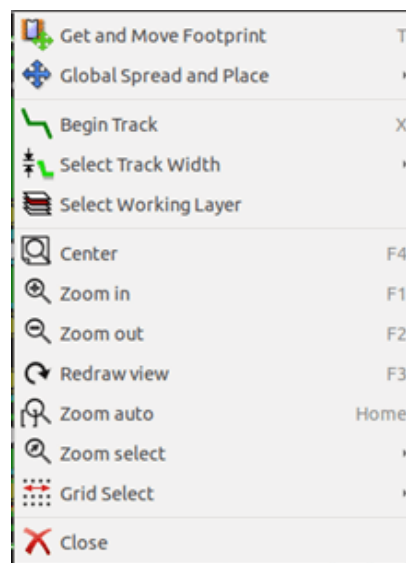 Get and Move Footprint T
Global Spread and Place
Begin Track X
Select Track Width
Select Working Layer
Center F4
Zoom in F1
Zoom out F2
Redraw view F3
Zoom auto Home
Zoom select
Grid Select
Close